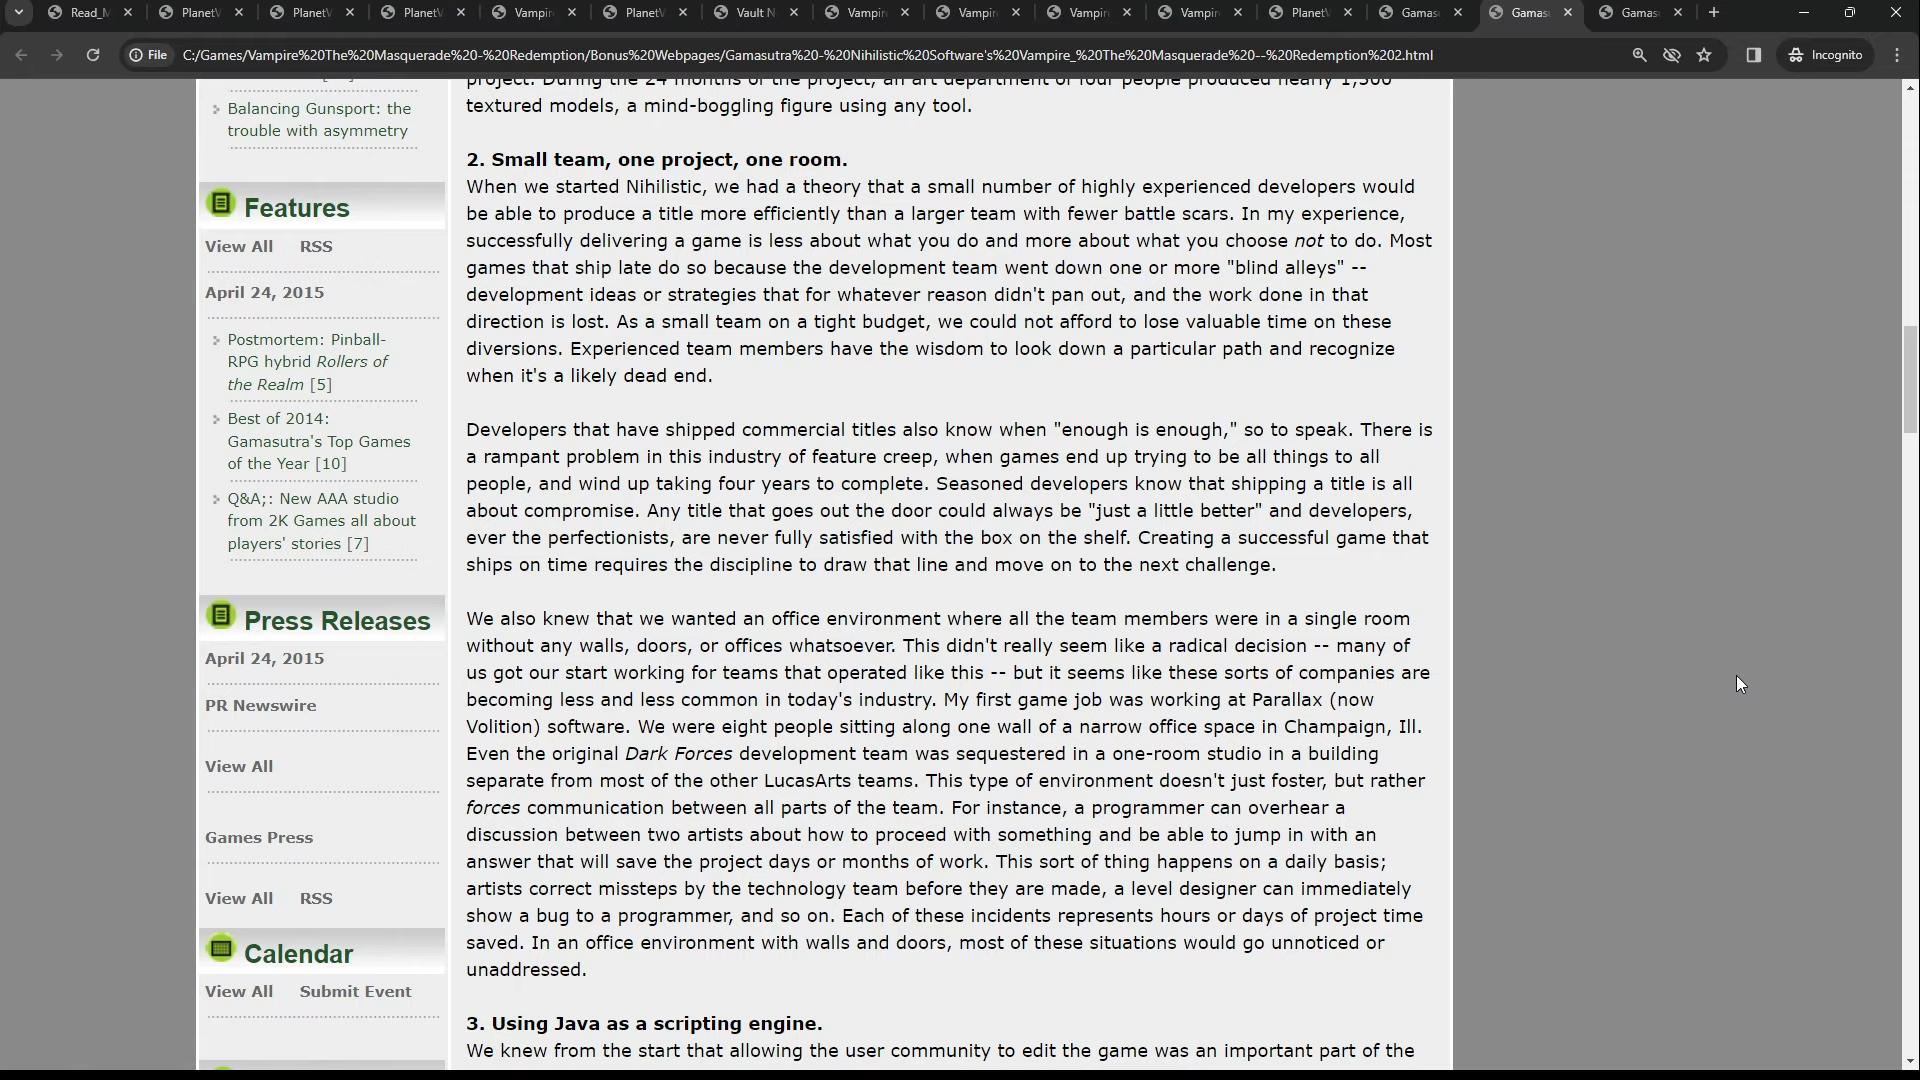 Read_M
PlanetV
PlanetV
PlanetV
Vampir
PlanetV
Vault N
Vampir
Vampir
Vampir
Vampir
PlanetV
Gamas
Gamas
Gamas
File
C:/Games/Vampire%20The%20Masquerade%20-%20Redemption/Bonus%20Webpages/Gamasutra%20-%20Nihilistic%20Software's%20Vampire_%20The%20Masquerade%20--%20Redemption%202.html
Incognito
Balancing Gunsport: the
trouble with asymmetry
Features
View All RSS
April 24, 2015
Postmortem: Pinball-
RPG hybrid Rollers of
the Realm [5]
Best of 2014:
Gamasutra's Top Games
of the Year [10]
Q&A;: New AAA studio
from 2K Games all about
players' stories [7]
Press Releases
April 24, 2015
PR Newswire
View All
Games Press
View All RSS
Calendar
View All Submit Event
project. During the 24 months of the project, an art department of four people produced nearly 1,500
textured models, a mind-boggling figure using any tool.
2. Small team, one project, one room.
When we started Nihilistic, we had a theory that a small number of highly experienced developers would
be able to produce a title more efficiently than a larger team with fewer battle scars. In my experience,
successfully delivering a game is less about what you do and more about what you choose not to do. Most
games that ship late do so because the development team went down one or more "blind alleys" --
development ideas or strategies that for whatever reason didn't pan out, and the work done in that
direction is lost. As a small team on a tight budget, we could not afford to lose valuable time on these
diversions. Experienced team members have the wisdom to look down a particular path and recognize
when it's a likely dead end.
Developers that have shipped commercial titles also know when "enough is enough," so to speak. There is
a rampant problem in this industry of feature creep, when games end up trying to be all things to all
people, and wind up taking four years to complete. Seasoned developers know that shipping a title is all
about compromise. Any title that goes out the door could always be "just a little better" and developers,
ever the perfectionists, are never fully satisfied with the box on the shelf. Creating a successful game that
ships on time requires the discipline to draw that line and move on to the next challenge.
We also knew that we wanted an office environment where all the team members were in a single room
without any walls, doors, or offices whatsoever. This didn't really seem like a radical decision -- many of
us got our start working for teams that operated like this -- but it seems like these sorts of companies are
becoming less and less common in today's industry. My first game job was working at Parallax (now
Volition) software. We were eight people sitting along one wall of a narrow office space in Champaign, Ill.
Even the original Dark Forces development team was sequestered in a one-room studio in a building
separate from most of the other LucasArts teams. This type of environment doesn't just foster, but rather
forces communication between all parts of the team. For instance, a programmer can overhear a
discussion between two artists about how to proceed with something and be able to jump in with an
answer that will save the project days or months of work. This sort of thing happens on a daily basis;
artists correct missteps by the technology team before they are made, a level designer can immediately
show a bug to a programmer, and so on. Each of these incidents represents hours or days of project time
saved. In an office environment with walls and doors, most of these situations would go unnoticed or
unaddressed.
3. Using Java as a scripting engine.
We knew from the start that allowing the user community to edit the game was an important part of the